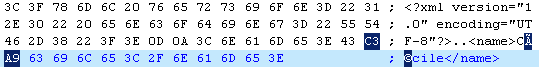 3C 3F 78 6D 6C 20 76 65 72 73 69 6F 6E 3D 22 31 ; <?xml version="1
2E 30 22 20 65 6E 63 6F 64 69 6E 67 3D 22 55 54 ; .0" encoding="UT
46 2D 38 22 3F 3E 0D 0A 3C 6E 61 6D 65 3E 43 C3 ; F-8"?>..<name>CÃ
A9 63 69 6C 65 3C 2F 6E 61 6D 65 3E ; ©cile</name>